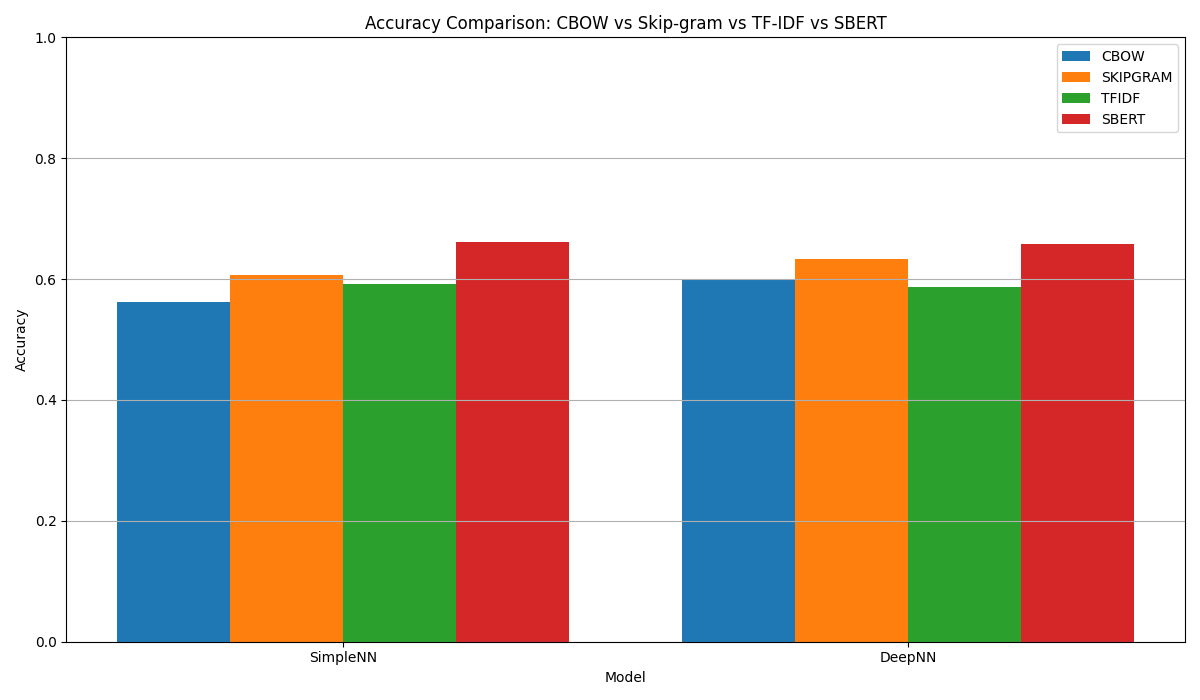 Accuracy Comparison: CBOW vs Skip-gram vs TF-IDF vs SBERT
1.0
0.8
0.6
0.4
0.2
0.0
Accuracy
CBOW
SKIPGRAM
TFIDF
SBERT
SimpleNN
DeepNN
Model